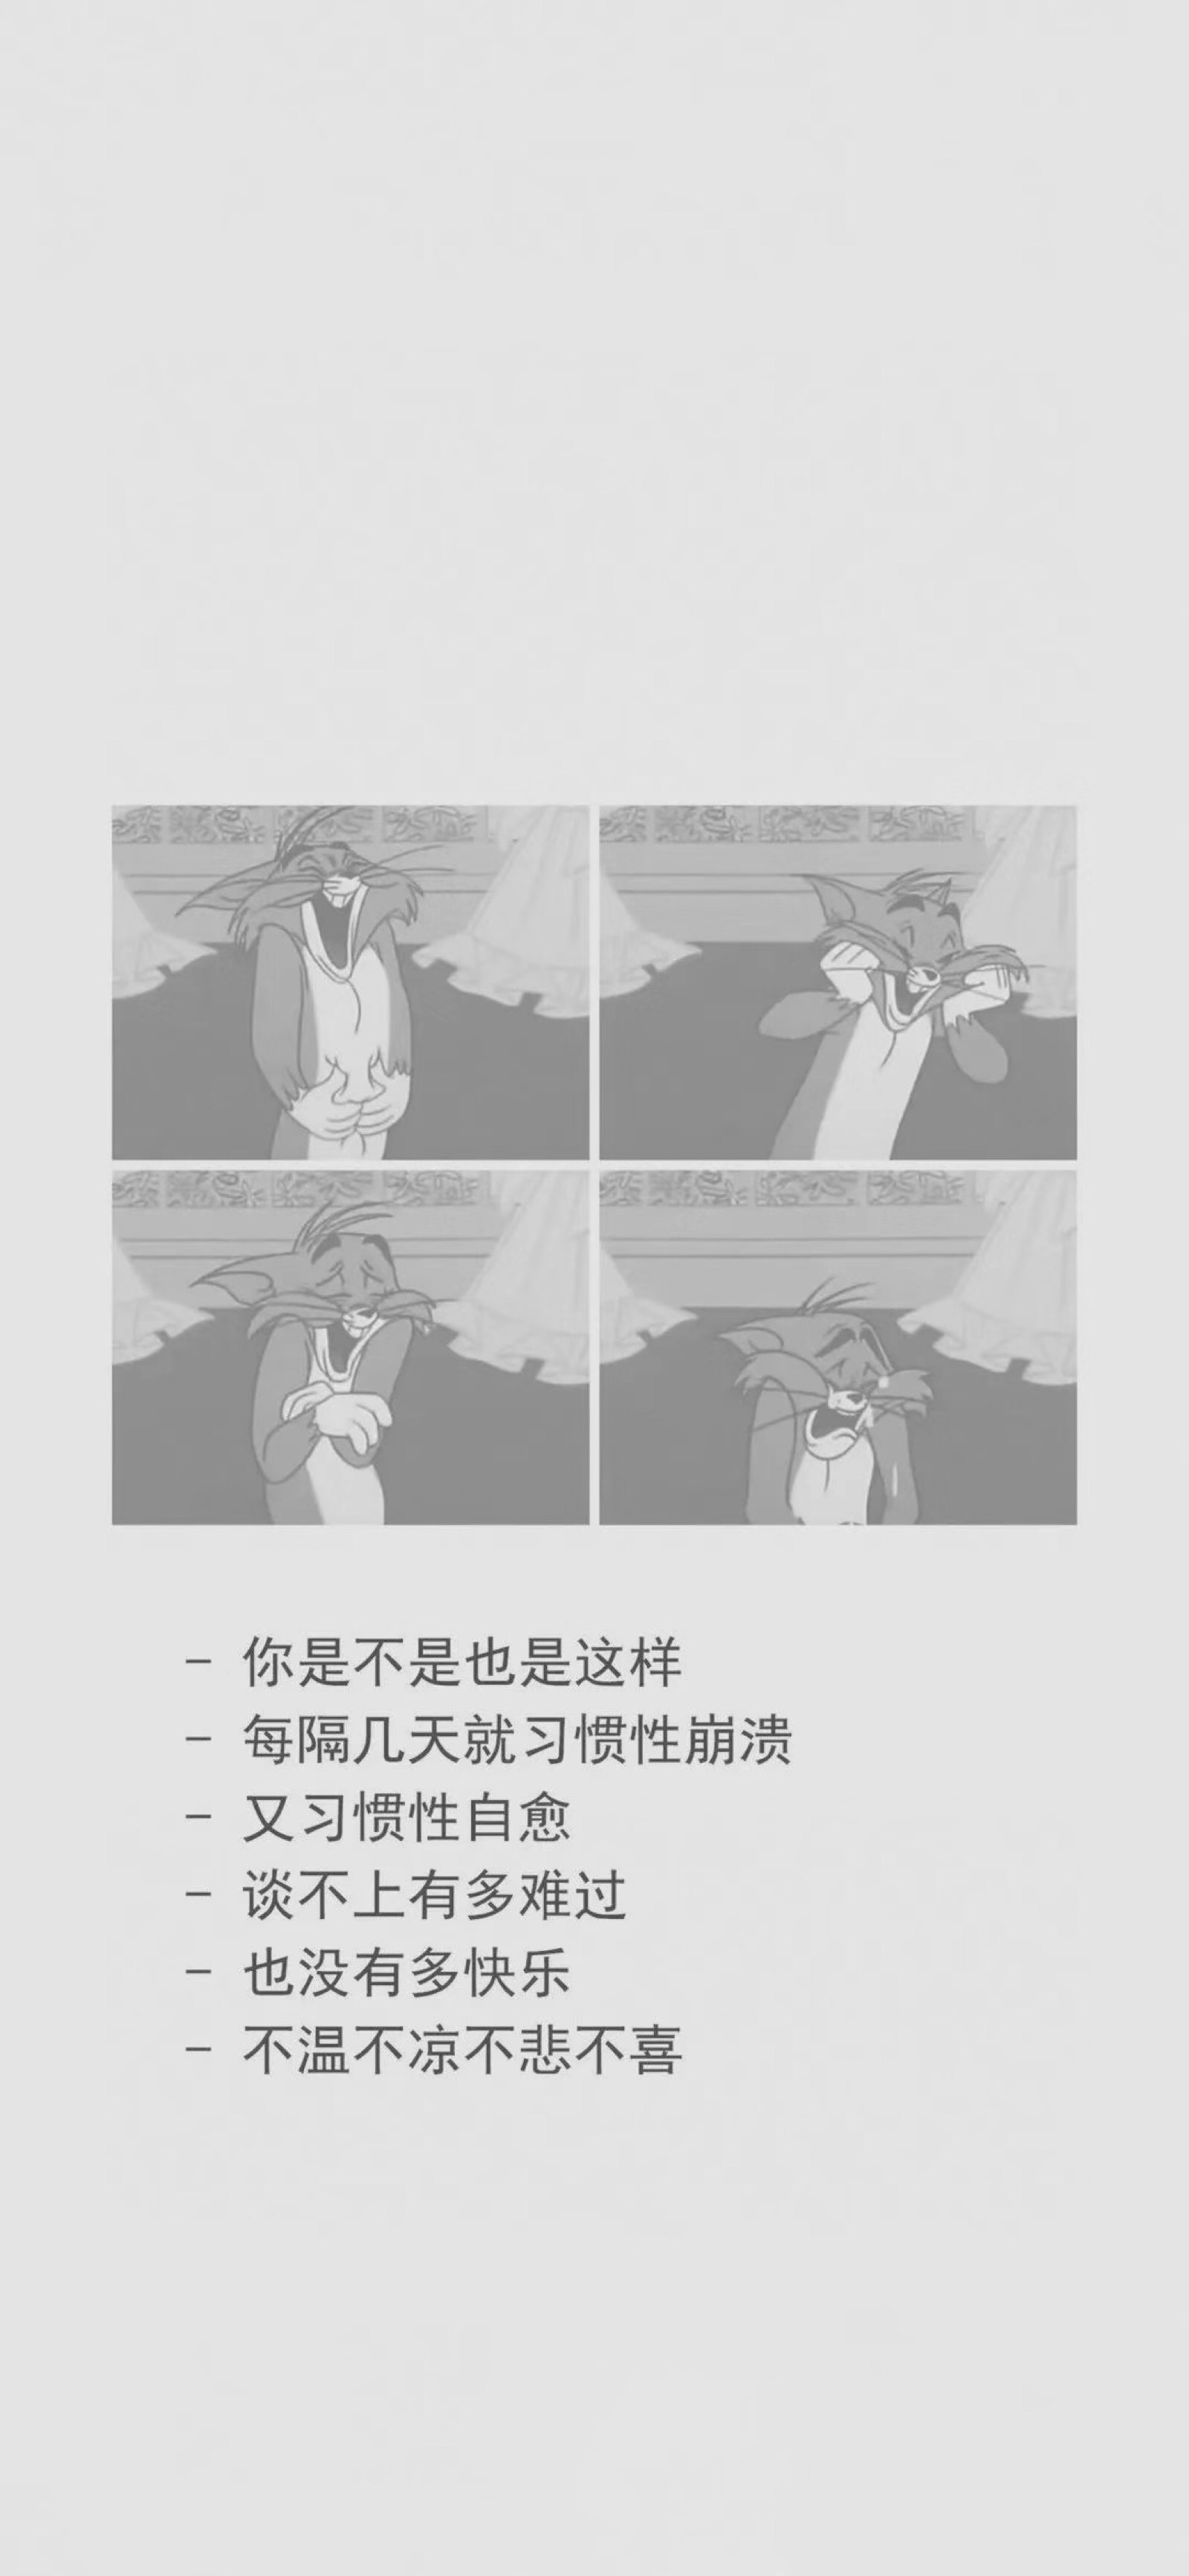 - 你是不是也是这样
- 每隔几天就习惯性崩溃
- 又习惯性自愈
- 谈不上有多难过
- 也没有多快乐
- 不温不凉不悲不喜